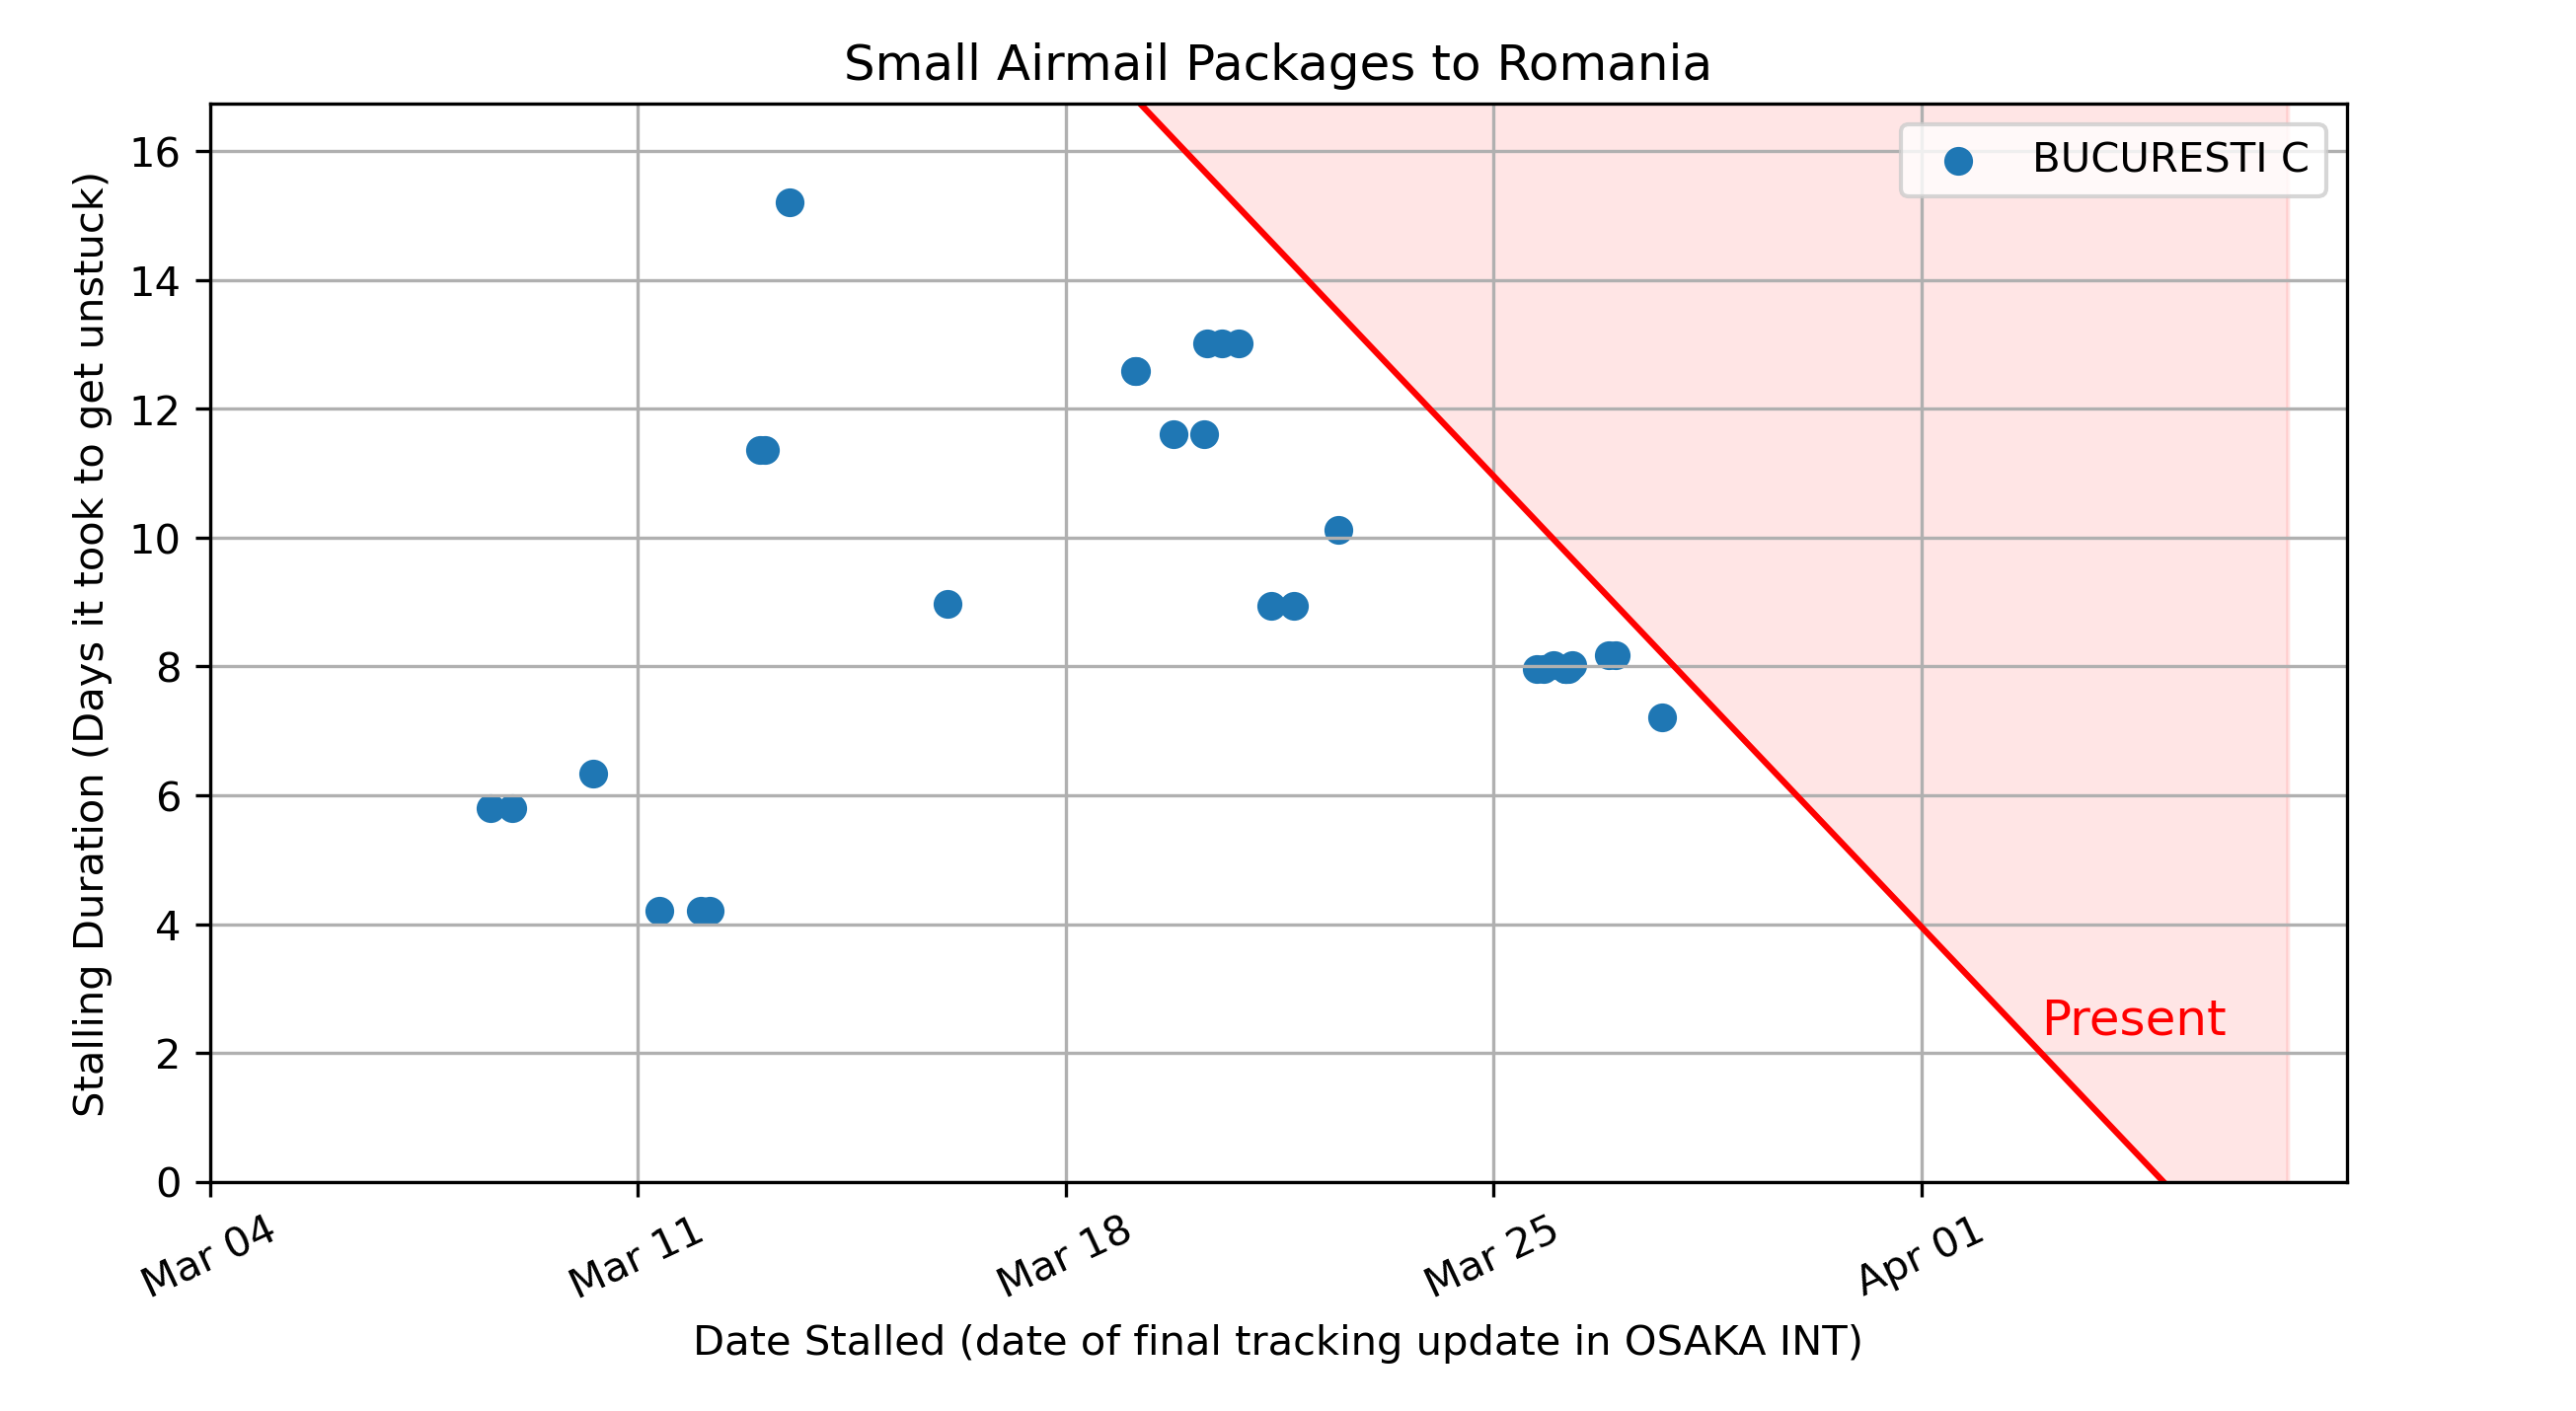 Small Airmail Packages to Romania
BUCURESTI C
Stalling Duration (Days it took to get unstuck)
16
14
12
10
8
6
4
2
0
Present
Mar 04
Mar 11
Mar 18
Mar 25
Apr 01
Date Stalled (date of final tracking update in OSAKA INT)